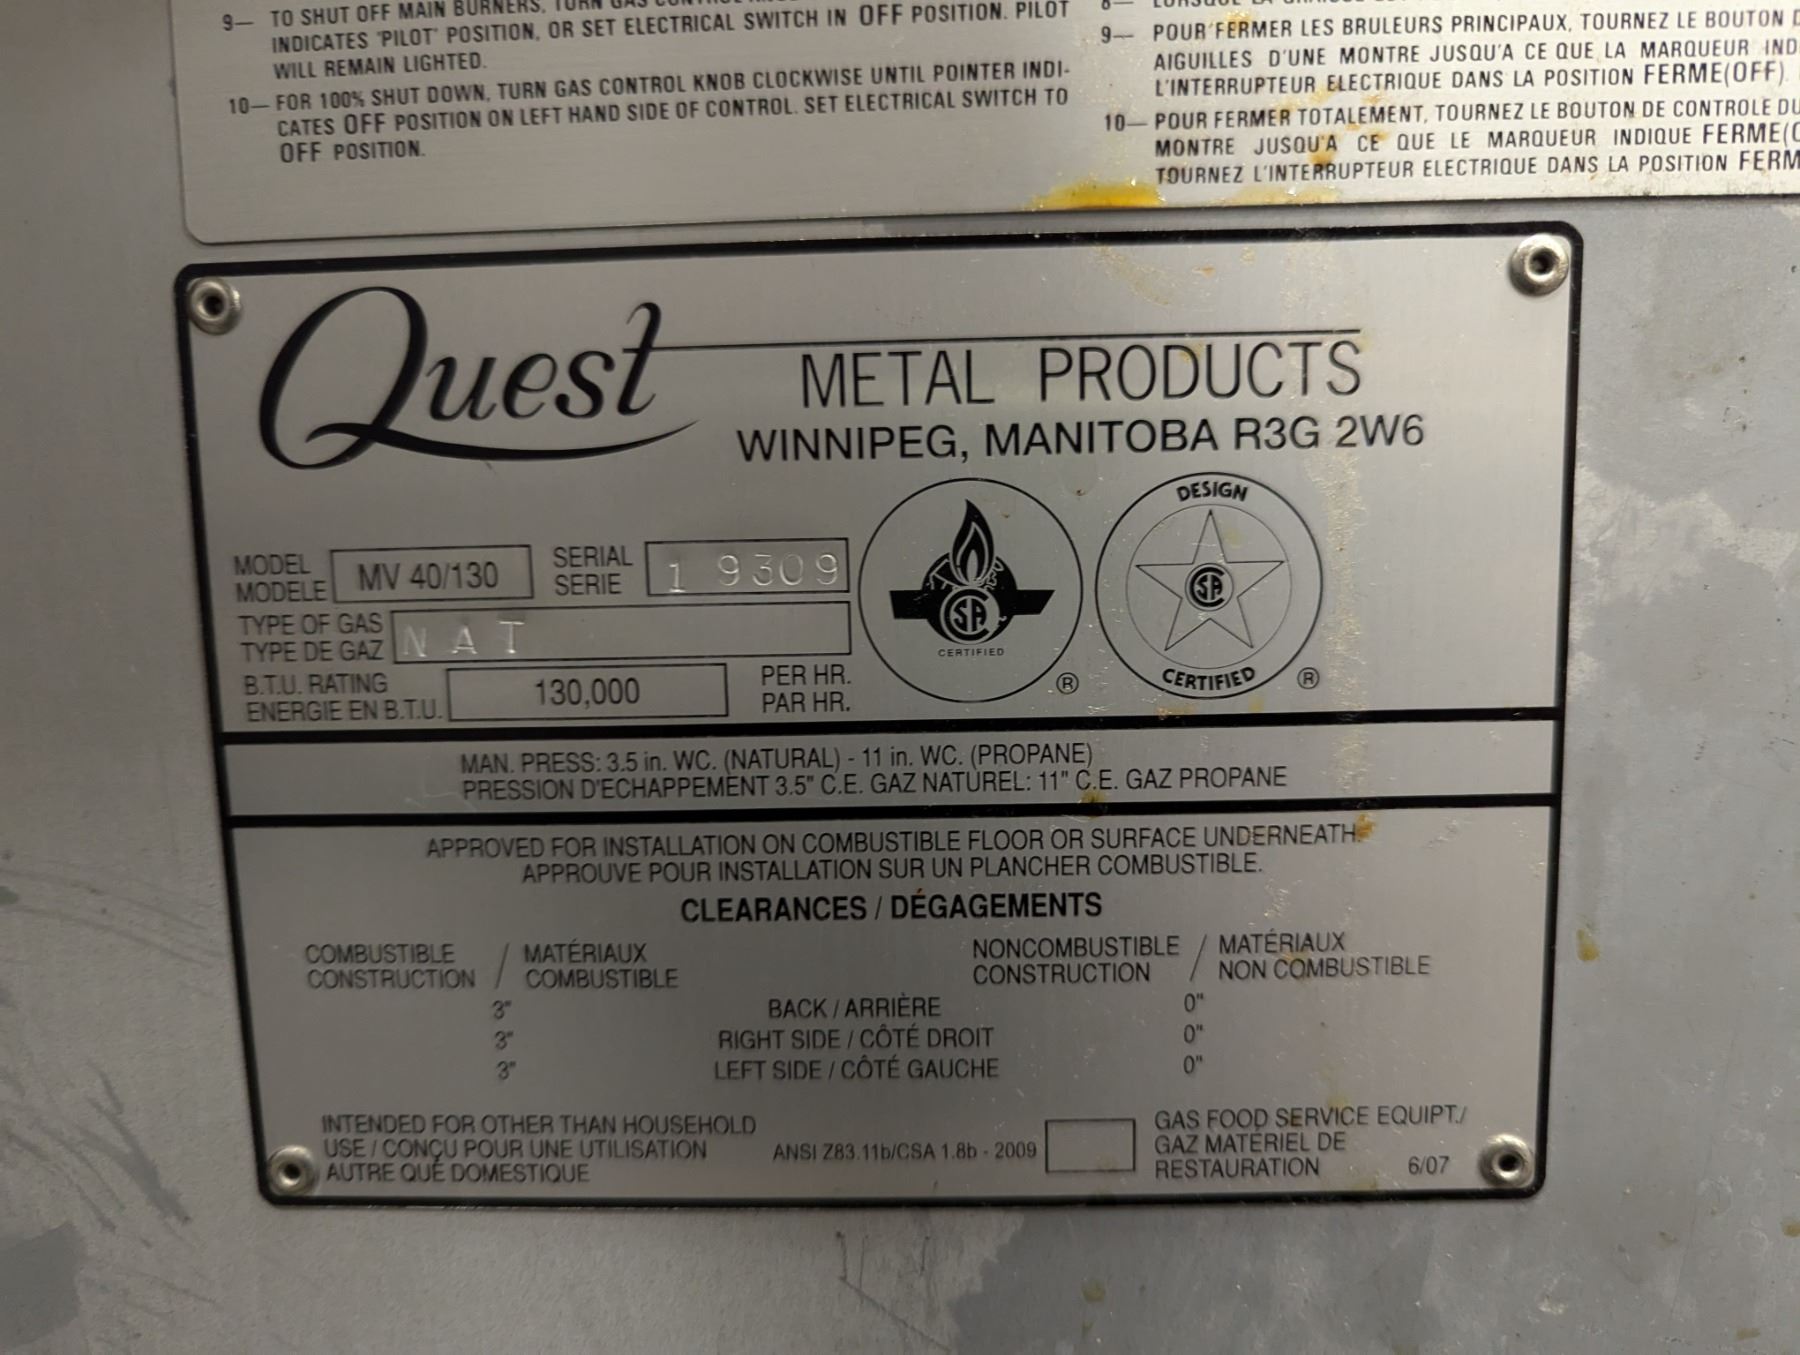 9— TO SHUT OFF MAIN BURNERS, TURN GAS
INDICATES 'PILOT' POSITION, OR SET ELECTRICAL SWITCH IN OFF POSITION. PILOT
WILL REMAIN LIGHTED.
10— FOR 100% SHUT DOWN, TURN GAS CONTROL KNOB CLOCKWISE UNTIL POINTER INDI-
CATES OFF POSITION ON LEFT HAND SIDE OF CONTROL. SET ELECTRICAL SWITCH TO
OFF POSITION.
9— POUR FERMER LES BRULEURS PRINCIPAUX, TOURNEZ LE BOUTON
AIGUILLES D'UNE MONTRE JUSQU'A CE QUE LA MARQUEUR IND
L'INTERRUPTEUR ELECTRIQUE DANS LA POSITION FERME(OFF).
10— POUR FERMER TOTALEMENT, TOURNEZ LE BOUTON DE CONTROLE DU
MONTRE JUSQU'A CE QUE LE MARQUEUR INDIQUE FERME(
TOURNEZ L'INTERRUPTEUR ELECTRIQUE DANS LA POSITION FERM
Quest METAL PRODUCTS
WINNIPEG, MANITOBA R3G 2W6
MODEL
MODELE
MV 40/130
SERIAL
SERIE
1 9309
TYPE OF GAS
TYPE DE GAZ
NAT
B.T.U. RATING
ENERGIE EN B.T.U.
130,000
PER HR.
PAR HR.
SA
CERTIFIED
®
DESIGN
SA
CERTIFIED
®
MAN. PRESS: 3.5 in. WC. (NATURAL) - 11 in. WC. (PROPANE)
PRESSION D'ECHAPPEMENT 3.5" C.E. GAZ NATUREL: 11" C.E. GAZ PROPANE
APPROVED FOR INSTALLATION ON COMBUSTIBLE FLOOR OR SURFACE UNDERNEATH.
APPROUVE POUR INSTALLATION SUR UN PLANCHER COMBUSTIBLE.
CLEARANCES / DÉGAGEMENTS
COMBUSTIBLE / MATÉRIAUX
CONSTRUCTION / COMBUSTIBLE
NONCOMBUSTIBLE / MATÉRIAUX
CONSTRUCTION / NON COMBUSTIBLE
3" BACK / ARRIÈRE 0"
3" RIGHT SIDE / CÔTÉ DROIT 0"
3" LEFT SIDE / CÔTÉ GAUCHE 0"
INTENDED FOR OTHER THAN HOUSEHOLD
USE / CONÇU POUR UNE UTILISATION
AUTRE QUE DOMESTIQUE
ANSI Z83.11b/CSA 1.8b - 2009
GAS FOOD SERVICE EQUIPT./
GAZ MATÉRIEL DE
RESTAURATION 6/07